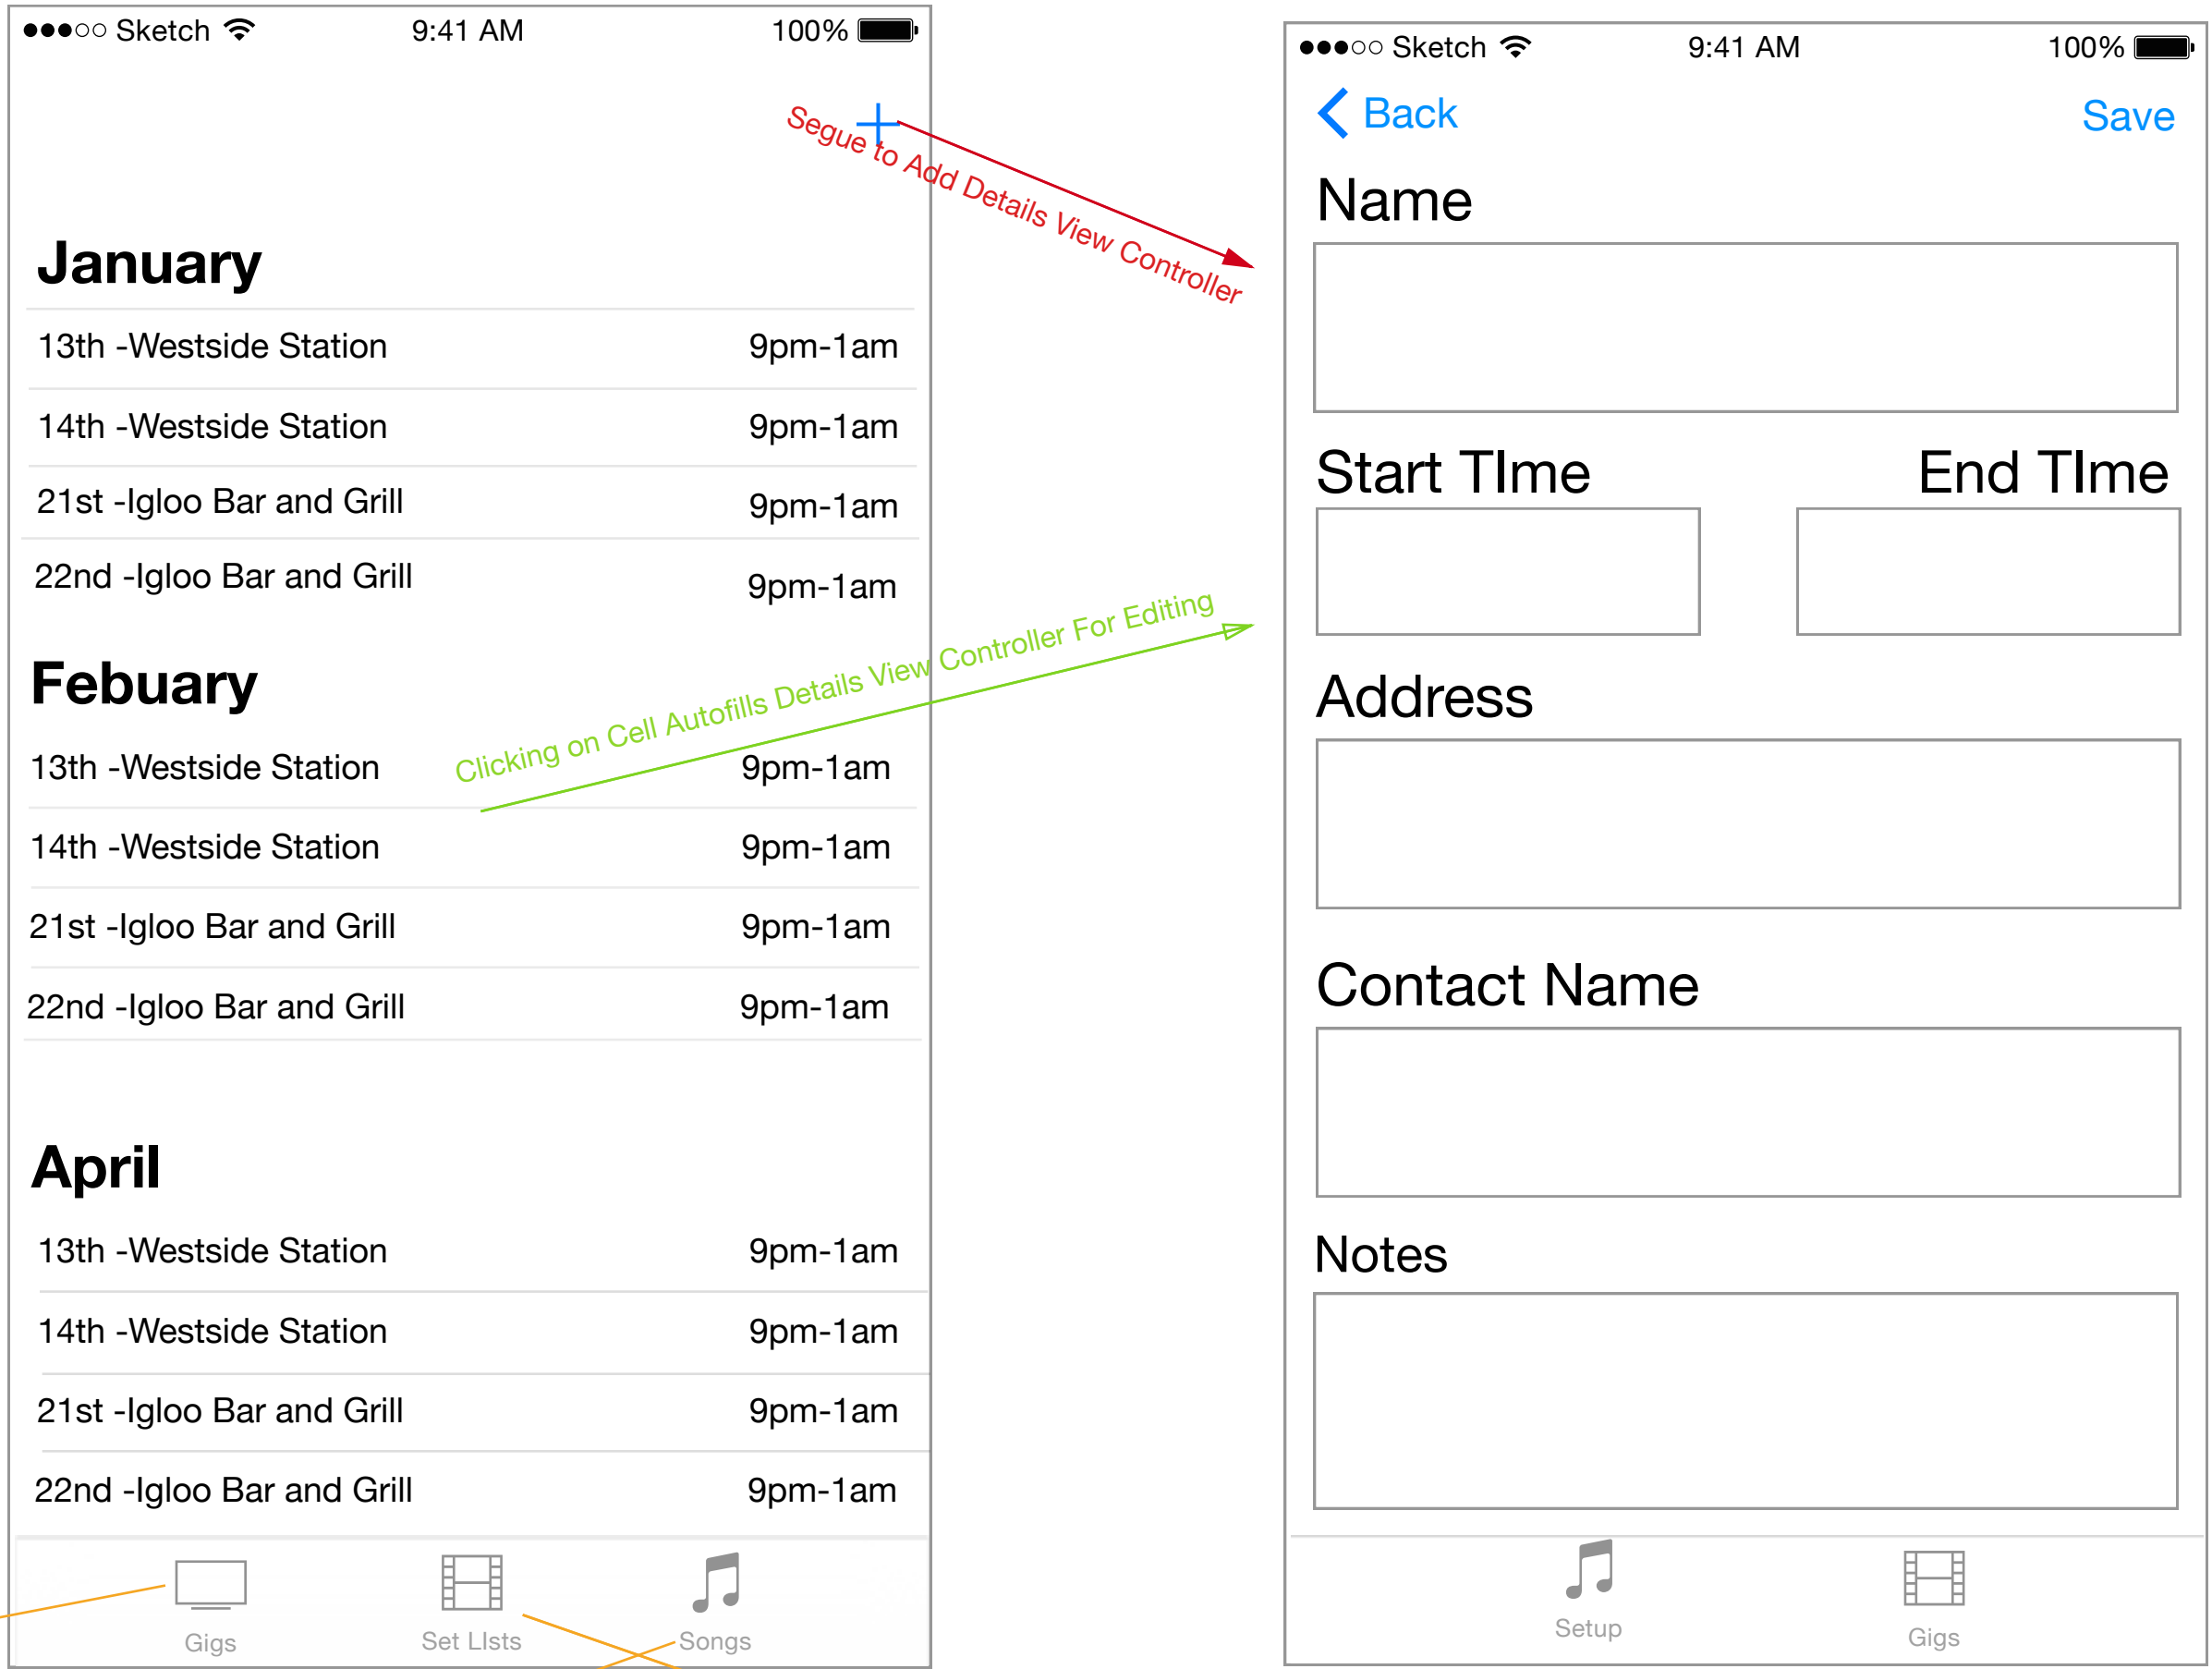 Sketch 9:41 AM 100%
Segue to Add Details View Controller
January
13th -Westside Station 9pm-1am
14th -Westside Station 9pm-1am
21st -Igloo Bar and Grill 9pm-1am
22nd -Igloo Bar and Grill 9pm-1am
Clicking on Cell Autofills Details View Controller For Editing
Febuary
13th -Westside Station 9pm-1am
14th -Westside Station 9pm-1am
21st -Igloo Bar and Grill 9pm-1am
22nd -Igloo Bar and Grill 9pm-1am
April
13th -Westside Station 9pm-1am
14th -Westside Station 9pm-1am
21st -Igloo Bar and Grill 9pm-1am
22nd -Igloo Bar and Grill 9pm-1am
Gigs Set LIsts Songs
Sketch 9:41 AM 100%
Back Save
Name
Start TIme End TIme
Address
Contact Name
Notes
Setup Gigs